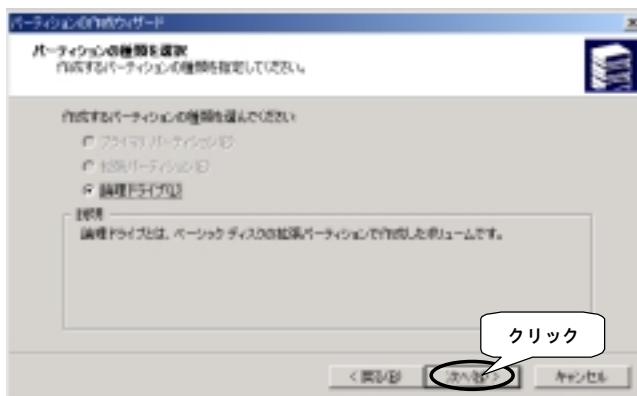 パーティションの作成ウィザード
パーティションの種類を選択
作成するパーティションの種類を指定してください。
作成するパーティションの種類を選んでください:
プライマリ パーティション(P)
拡張パーティション(E)
論理ドライブ(L)
説明
論理ドライブとは、ベーシック ディスクの拡張パーティションで作成したボリュームです。
クリック
< 戻る(B)
次へ(N) >
キャンセル